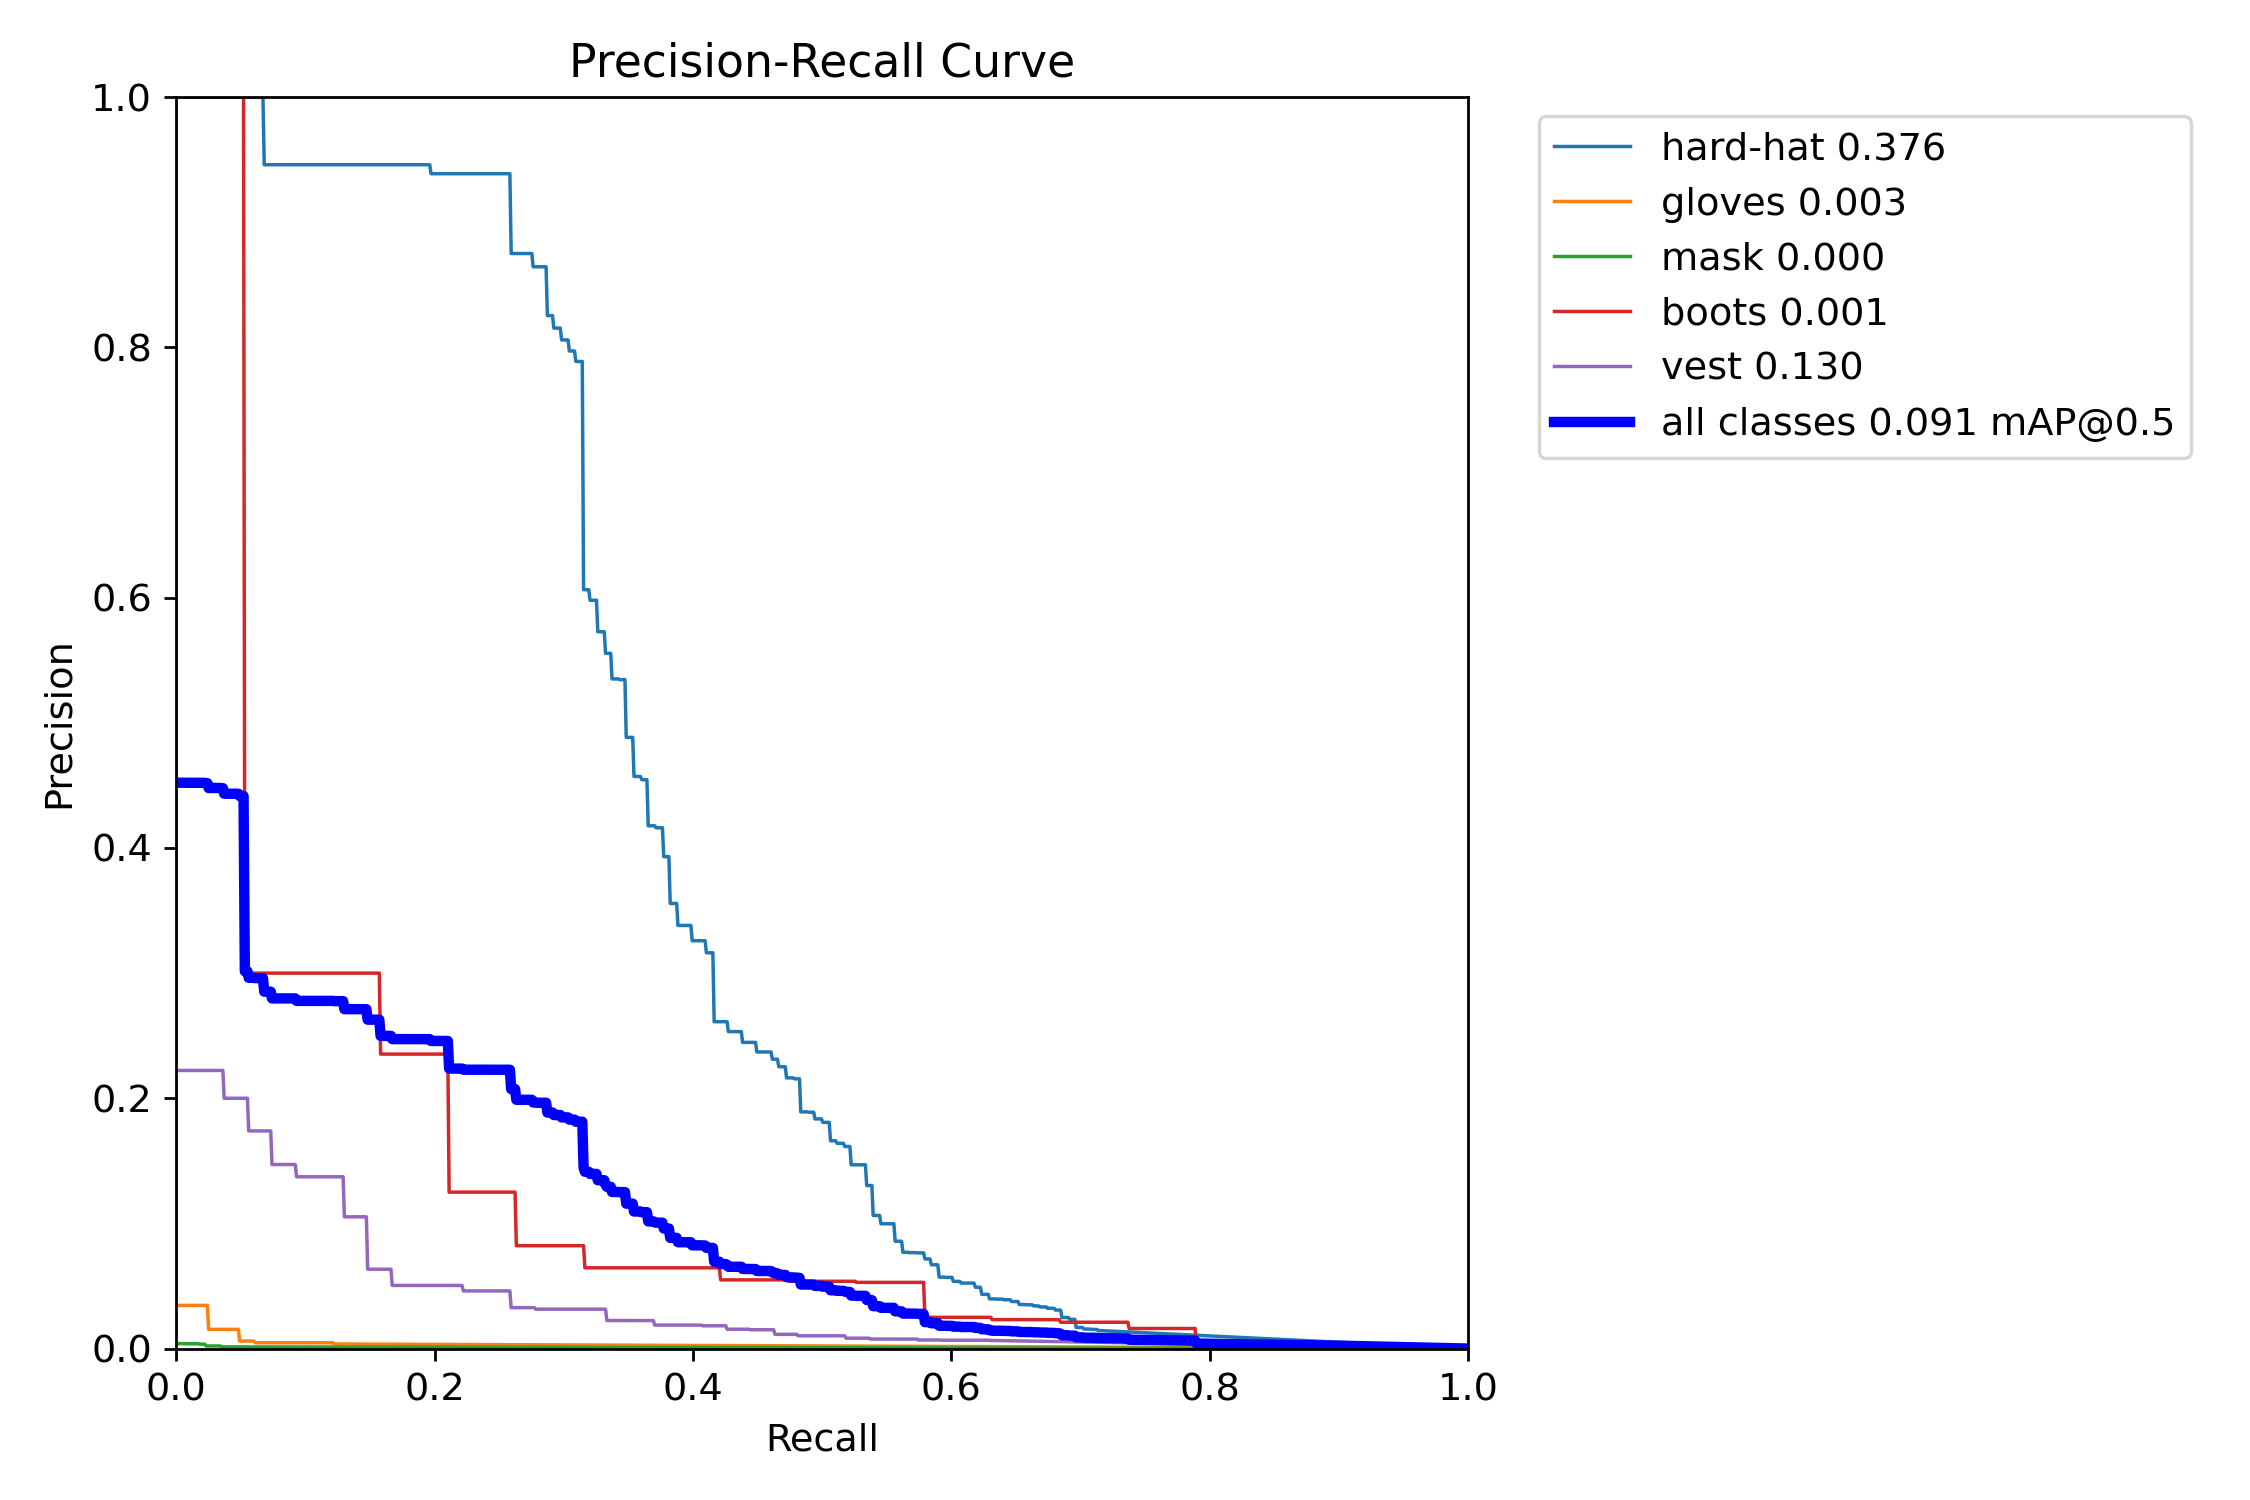 Precision-Recall Curve
1.0
0.8
0.6
0.4
0.2
0.0
Precision
0.0 0.2 0.4 0.6 0.8 1.0
Recall
hard-hat 0.376
gloves 0.003
mask 0.000
boots 0.001
vest 0.130
all classes 0.091 mAP@0.5